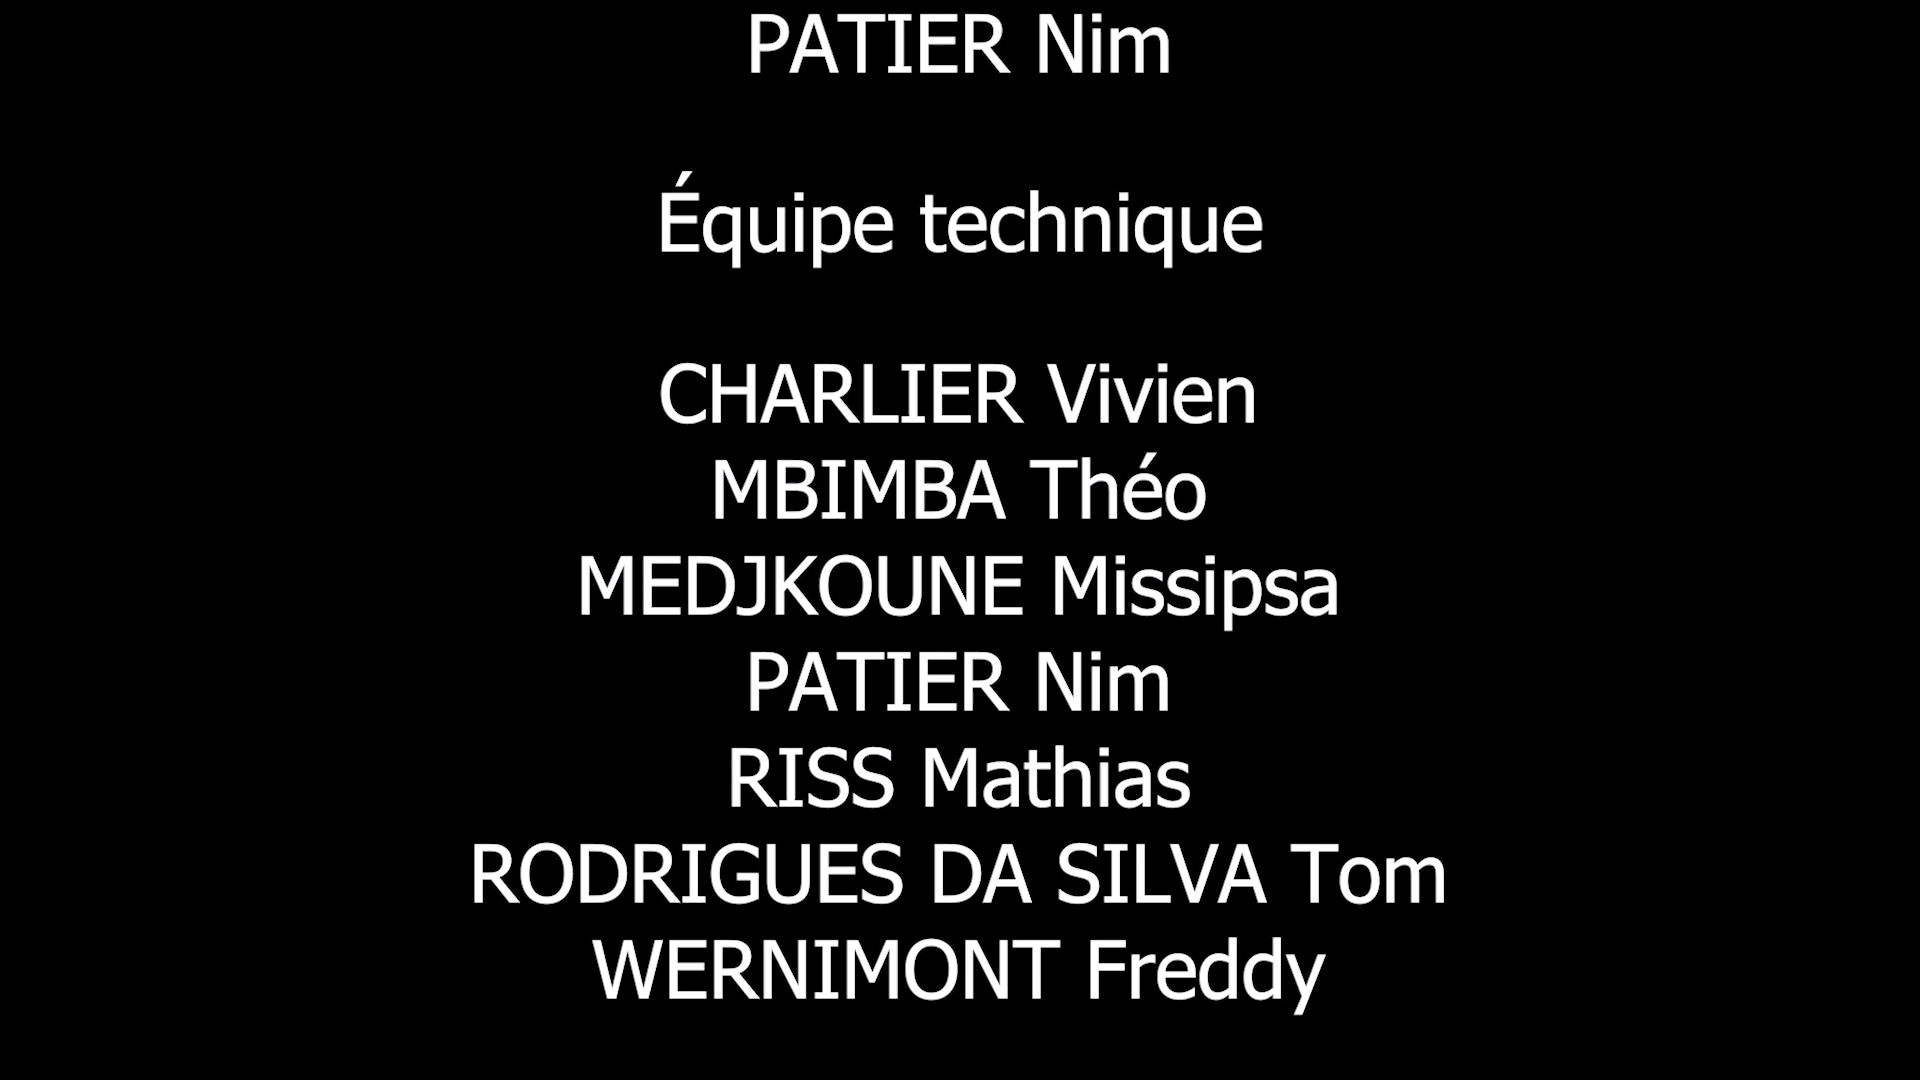 PATIER Nim
Équipe technique
CHARLIER Vivien
MBIMBA Théo
MEDJKOUNE Missipsa
PATIER Nim
RISS Mathias
RODRIGUES DA SILVA Tom
WERNIMONT Freddy